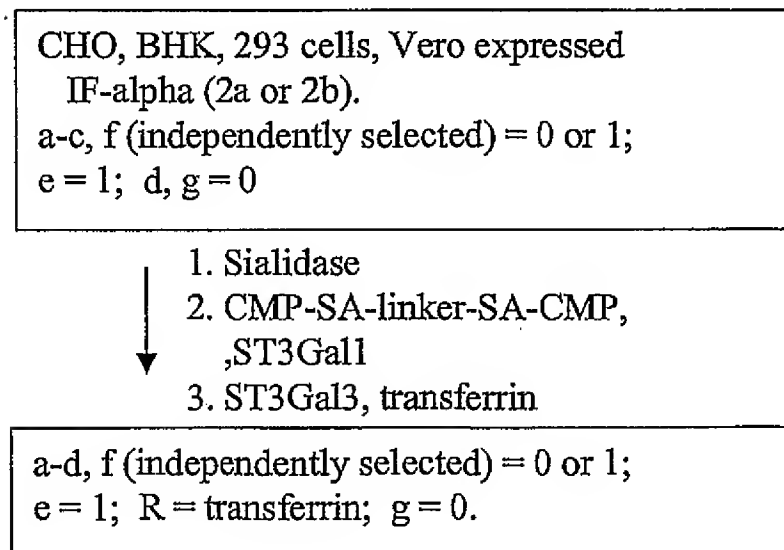 CHO, BHK, 293 cells, Vero expressed
IF-alpha (2a or 2b).
a-c, f (independently selected) = 0 or 1;
e = 1; d, g = 0
1. Sialidase
2. CMP-SA-linker-SA-CMP,
,ST3Gal1
3. ST3Gal3, transferrin
a-d, f (independently selected) = 0 or 1;
e = 1; R = transferrin; g = 0.